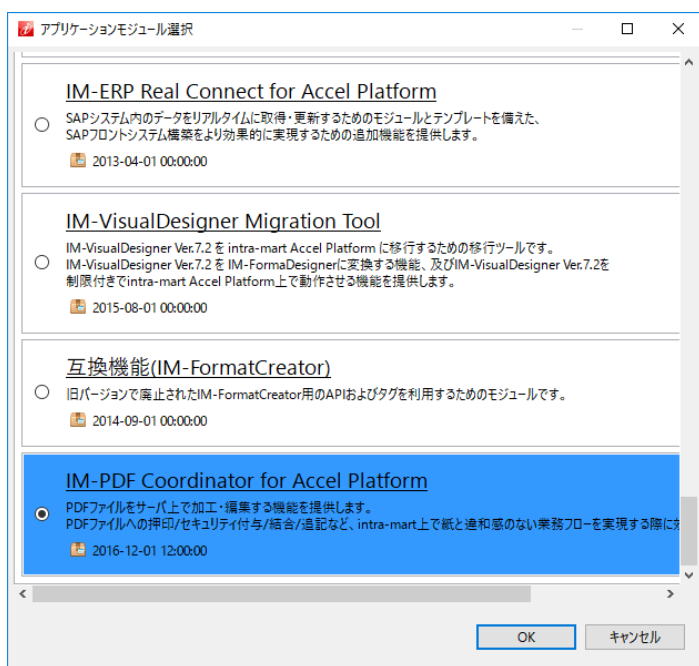 アプリケーションモジュール選択
IM-ERP Real Connect for Accel Platform
SAPシステム内のデータをリアルタイムに取得・更新するためのモジュールとテンプレートを備えた、
SAPフロントシステム構築をより効果的に実現するための追加機能を提供します。
2013-04-01 00:00:00
IM-VisualDesigner Migration Tool
IM-VisualDesigner Ver.7.2 を intra-mart Accel Platform に移行するための移行ツールです。
IM-VisualDesigner Ver.7.2 を IM-FormaDesignerに変換する機能、及びIM-VisualDesigner Ver.7.2を
制限付きでintra-mart Accel Platform上で動作させる機能を提供します。
2015-08-01 00:00:00
互換機能(IM-FormatCreator)
旧バージョンで廃止されたIM-FormatCreator用のAPIおよびタグを利用するためのモジュールです。
2014-09-01 00:00:00
IM-PDF Coordinator for Accel Platform
PDFファイルをサーバ上で加工・編集する機能を提供します。
PDFファイルへの押印/セキュリティ付与/結合/追記など、intra-mart上で紙と違和感のない業務フローを実現する際に
2016-12-01 12:00:00
OK
キャンセル